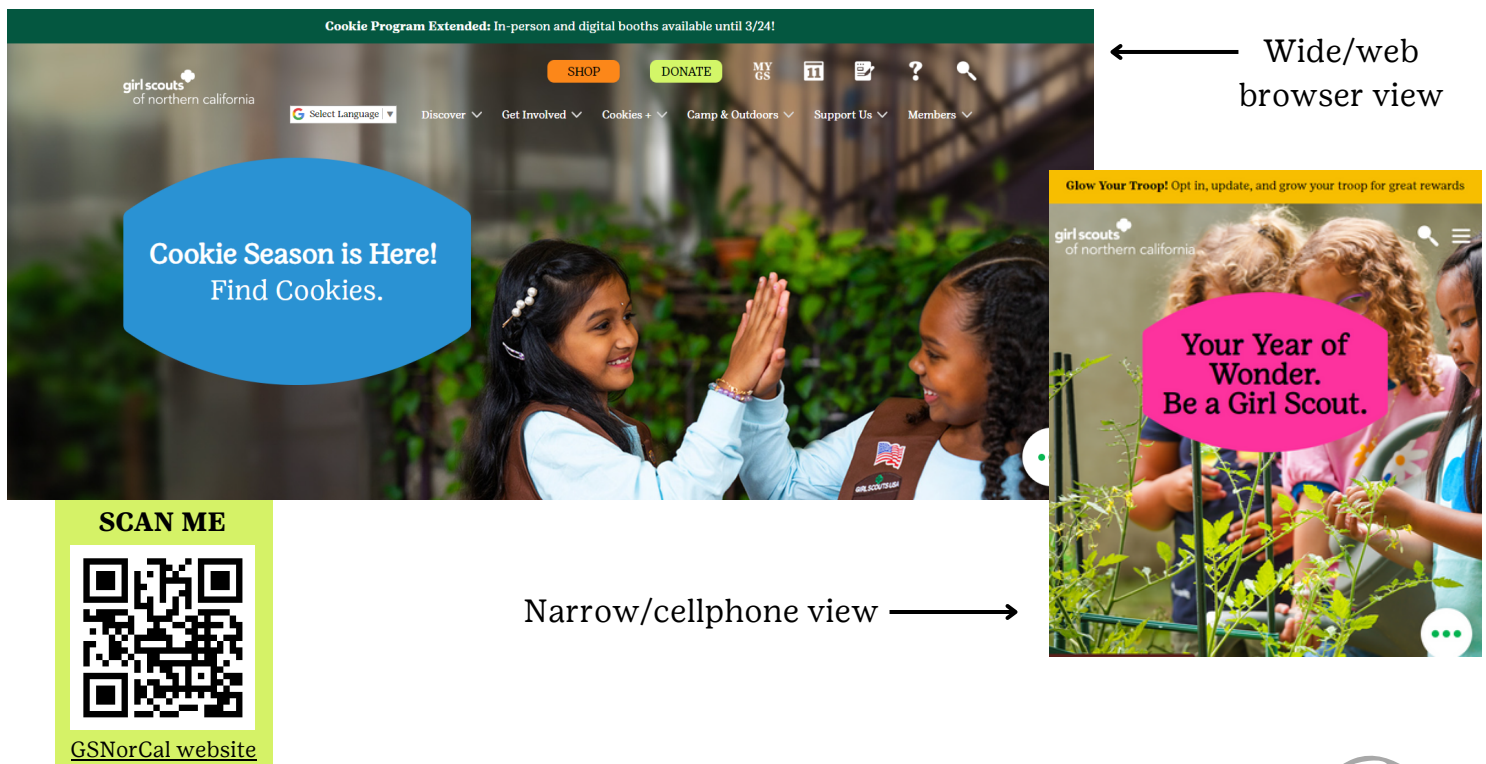 Cookie Program Extended: In-person and digital booths available until 3/24!
girl scouts
of northern california
SHOP
DONATE
MY
GS
11
?
Select Language
Discover
Get Involved
Cookies +
Camp & Outdoors
Support Us
Members
Cookie Season is Here!
Find Cookies.
GIRL SCOUTS USA
Wide/web
browser view
Glow Your Troop! Opt in, update, and grow your troop for great rewards
girl scouts
of northern california
Your Year of
Wonder.
Be a Girl Scout.
Narrow/cellphone view
SCAN ME
GSNorCal website